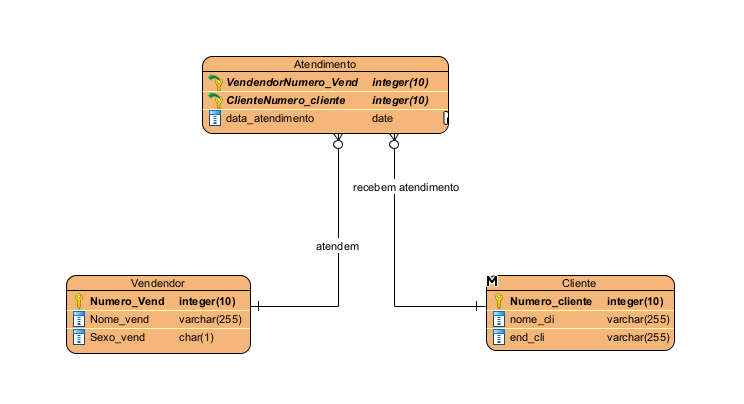 Atendimento
VendendorNumero_Vend integer(10)
ClienteNumero_cliente integer(10)
data_atendimento date
recebem atendimento
atendem
Vendendor
Numero_Vend integer(10)
Nome_vend varchar(255)
Sexo_vend char(1)
M
Cliente
Numero_cliente integer(10)
nome_cli varchar(255)
end_cli varchar(255)